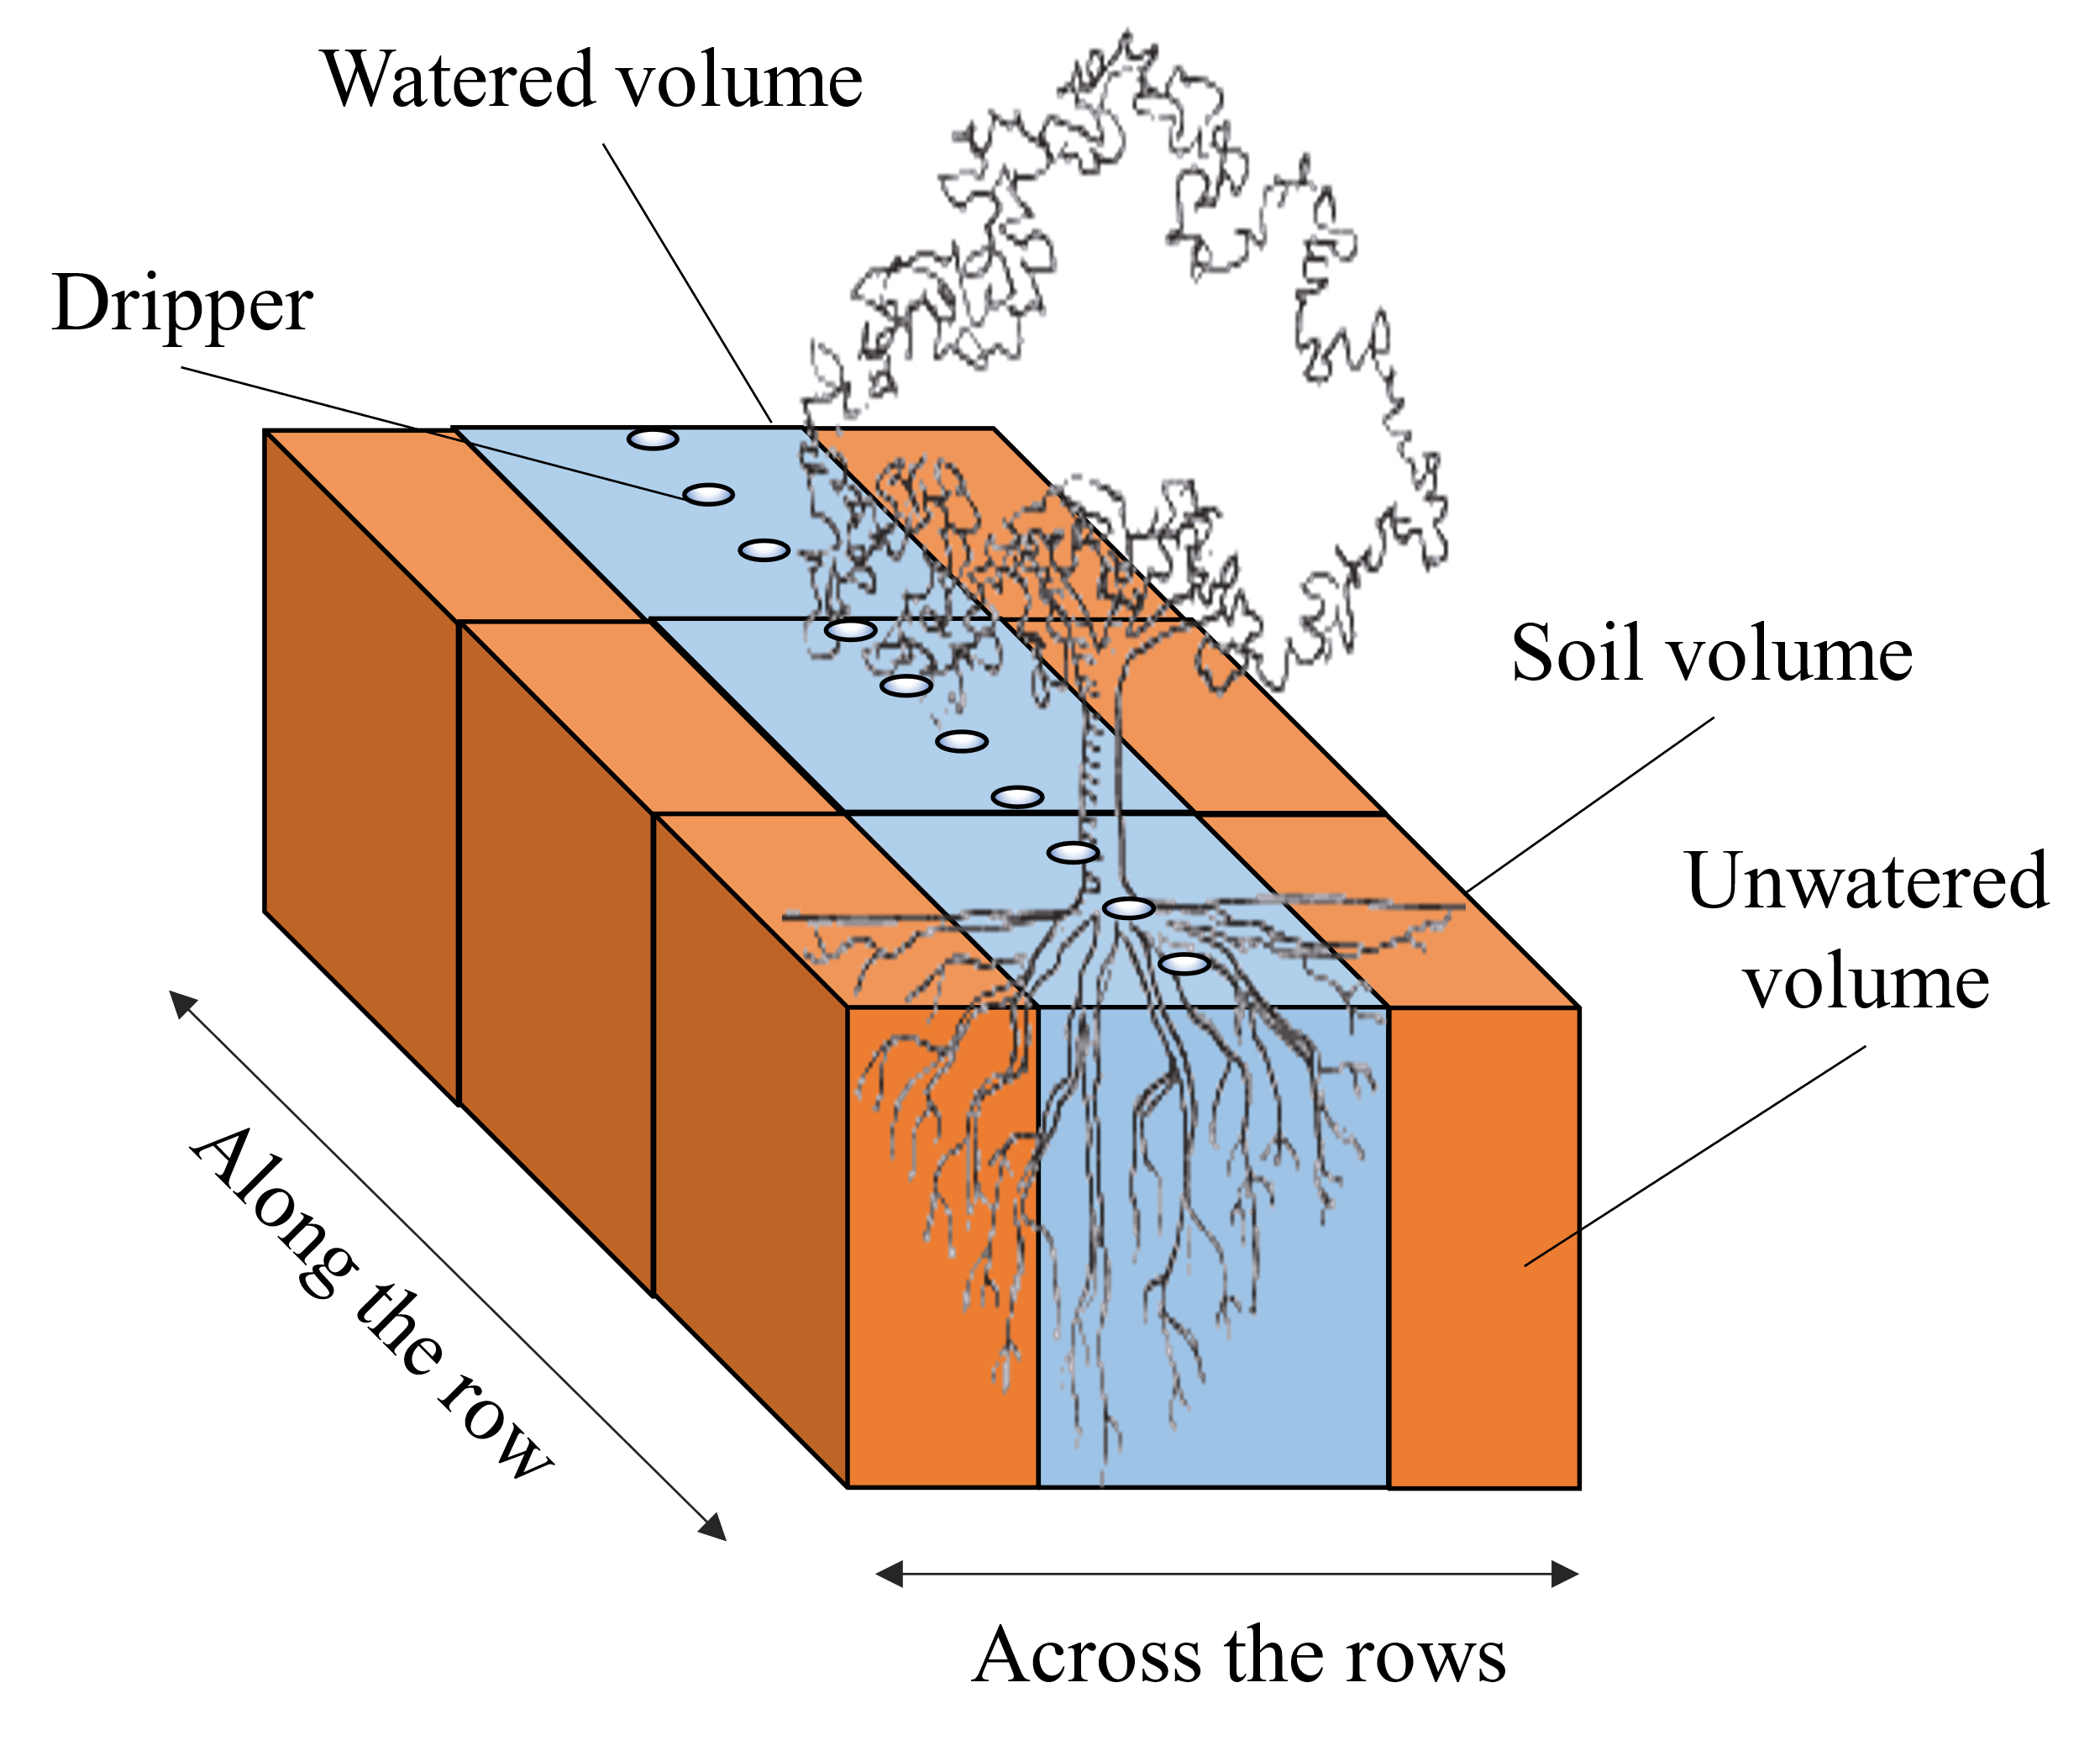 Watered volume
Dripper
Soil volume
Unwatered
volume
Along the row
Across the rows